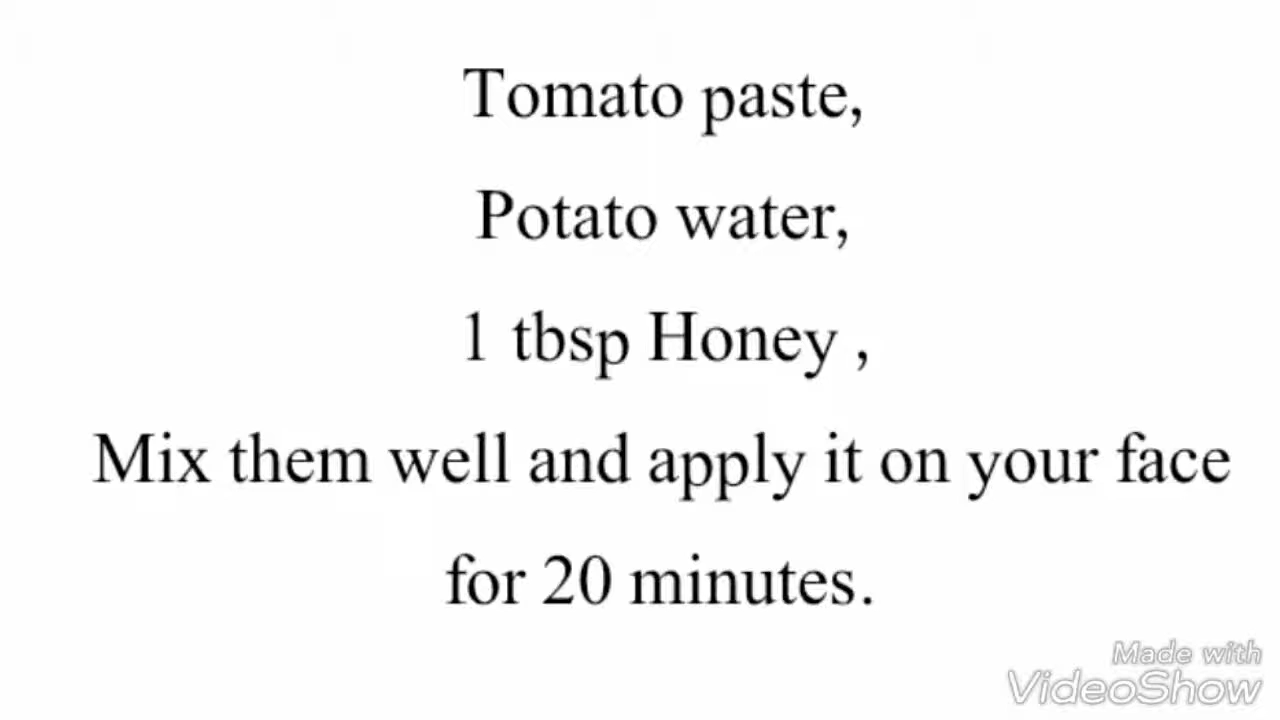 Tomato paste,
Potato water,
1 tbsp Honey ,
Mix them well and apply it on your face
for 20 minutes.
Made with
VideoShow